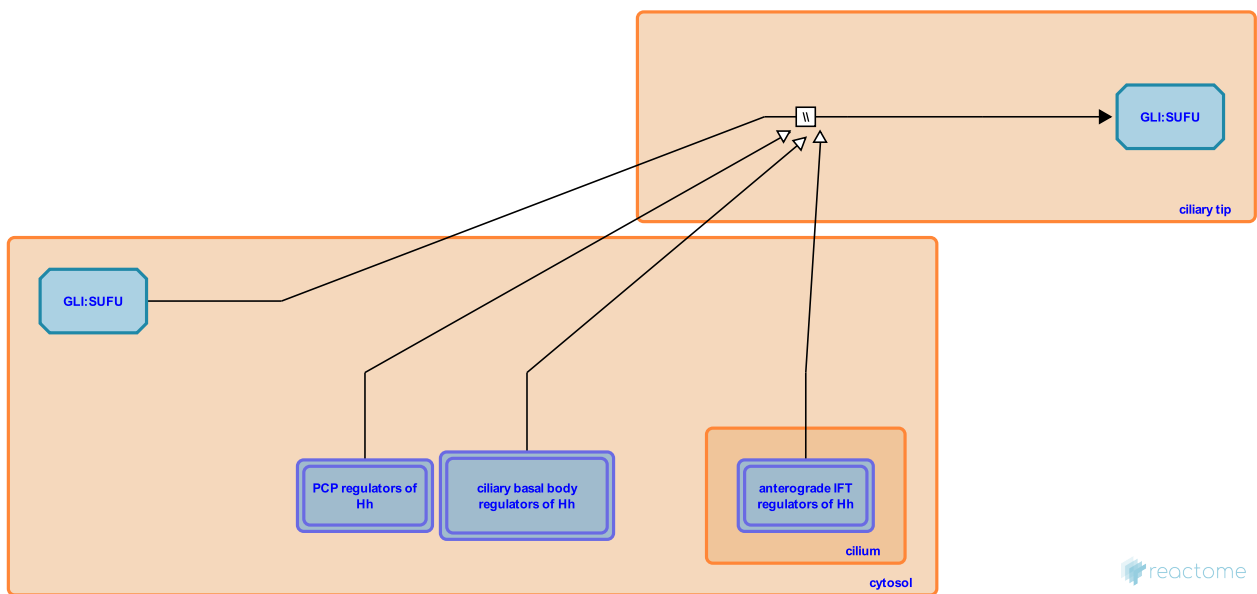 \\
GLI:SUFU
ciliary tip
GLI:SUFU
PCP regulators of
Hh
ciliary basal body
regulators of Hh
anterograde IFT
regulators of Hh
cilium
cytosol
reactome